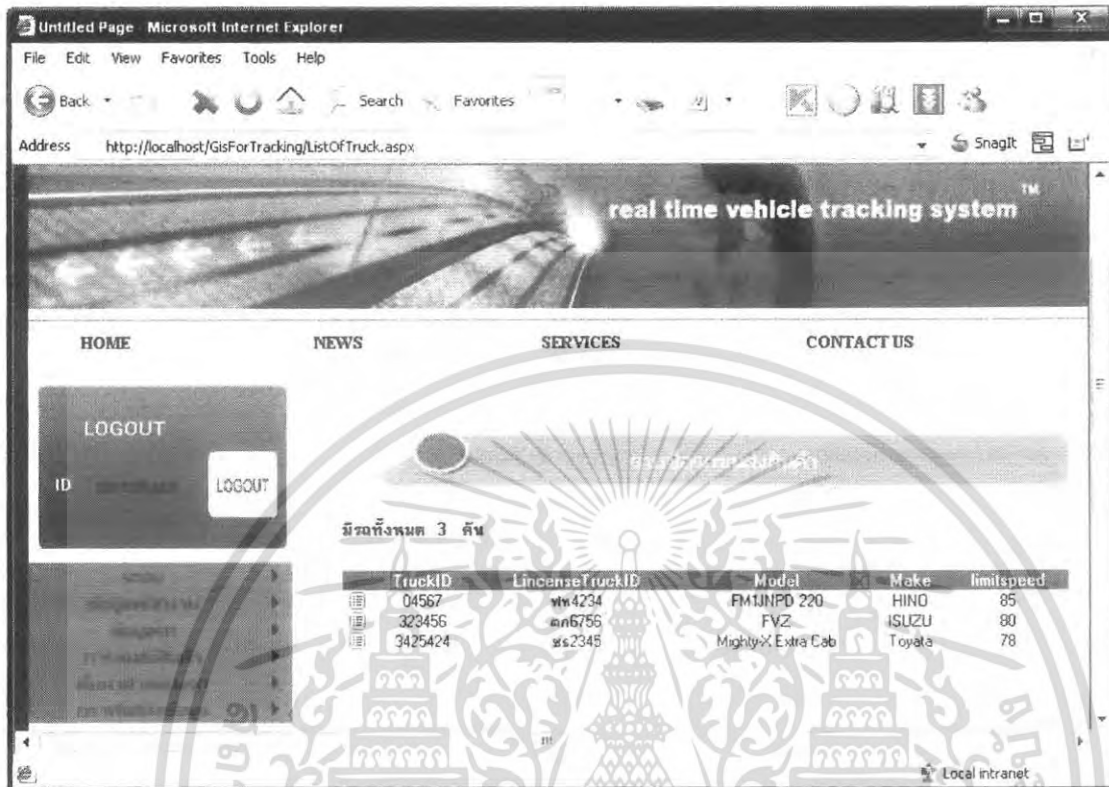 Untitled Page - Microsoft Internet Explorer
File Edit View Favorites Tools Help
Back Search Favorites
Address http://localhost/GisForTracking/ListOfTruck.aspx SnagIt
real time vehicle tracking system TM
HOME NEWS SERVICES CONTACT US
LOGOUT
ID LOGOUT
มีรถทั้งหมด 3 คัน
TruckID LincenseTruckID Model Make limitspeed
04567 ฟห4234 FM1JNPD 220 HINO 85
323456 ตก6756 FVZ ISUZU 80
3425424 ชร2345 Mighty-X Extra Cab Toyata 78
Local intranet